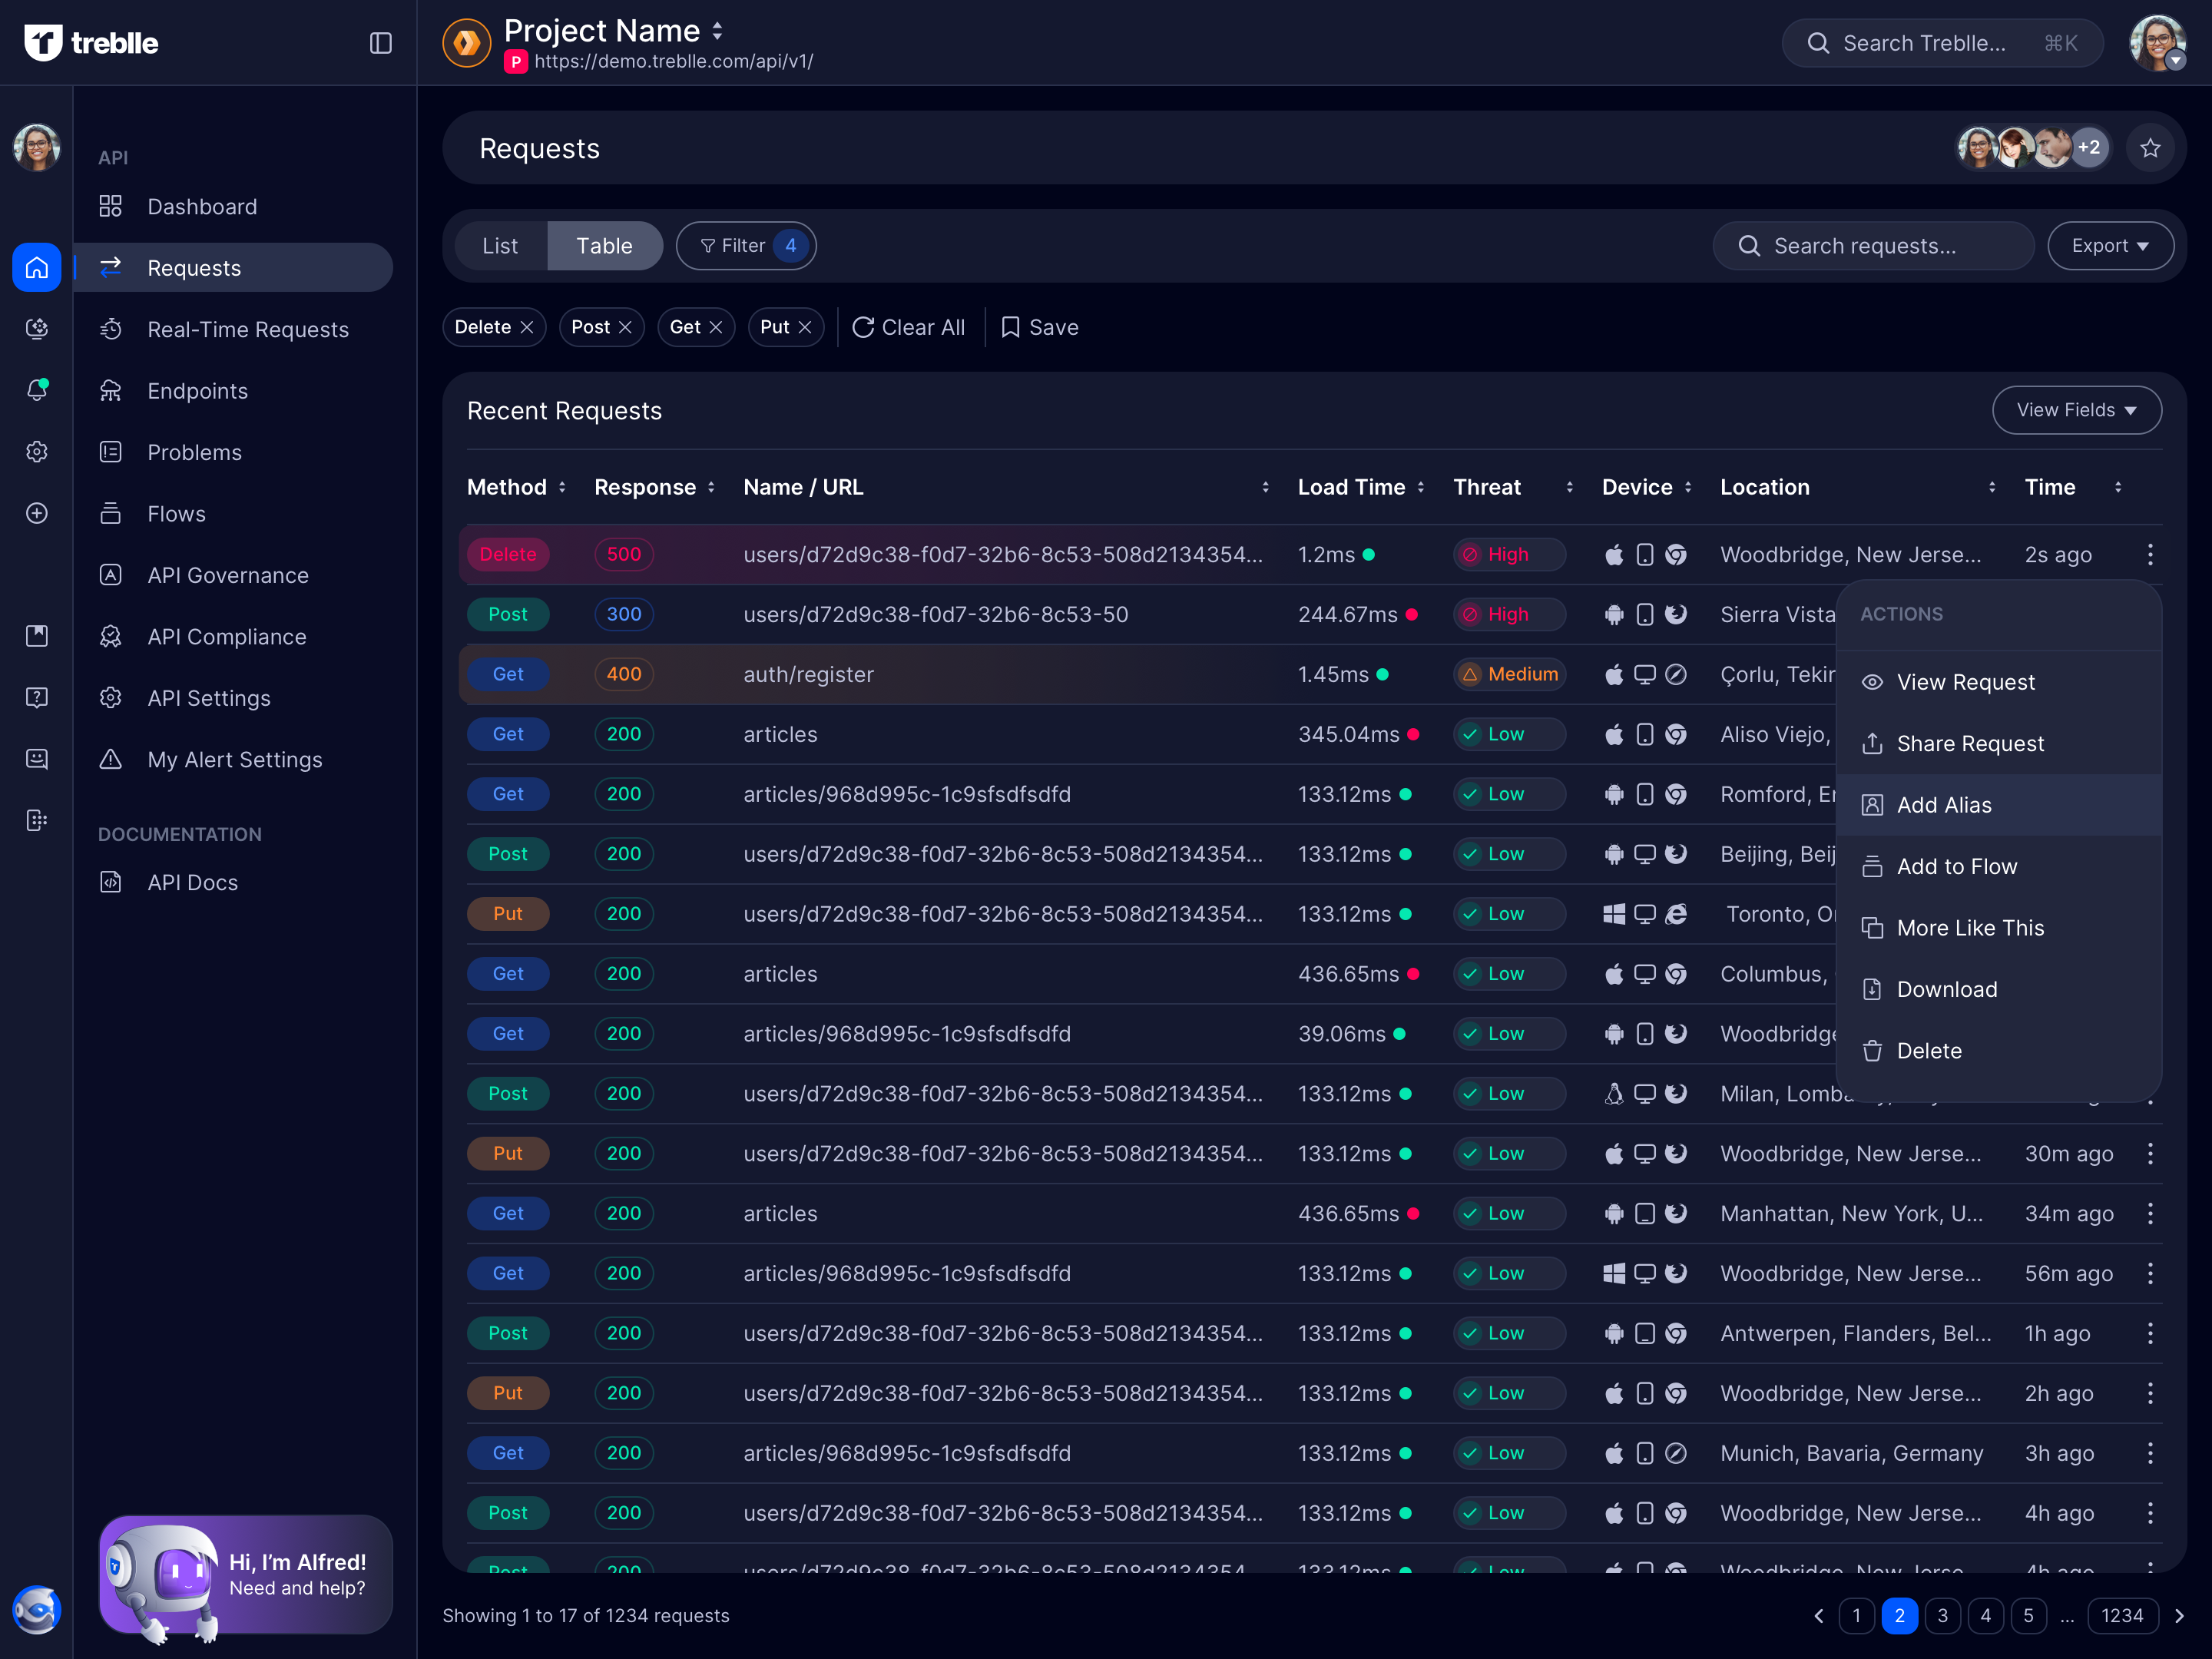 treblle
Project Name
P https://demo.treblle.com/api/v1/
Search Treblle... ⌘K
API
Dashboard
Requests
Real-Time Requests
Endpoints
Problems
Flows
API Governance
API Compliance
API Settings
My Alert Settings
DOCUMENTATION
API Docs
Hi, I'm Alfred!
Need and help?
Requests
+2
List Table Filter 4
Search requests... Export
Delete Post Get Put Clear All Save
Recent Requests
View Fields
Method Response Name / URL Load Time Threat Device Location Time
Delete 500 users/d72d9c38-f0d7-32b6-8c53-508d2134354... 1.2ms High Woodbridge, New Jerse... 2s ago
Post 300 users/d72d9c38-f0d7-32b6-8c53-50 244.67ms High Sierra Vista
Get 400 auth/register 1.45ms Medium Çorlu, Tekir
Get 200 articles 345.04ms Low Aliso Viejo,
Get 200 articles/968d995c-1c9sfsdfsdfd 133.12ms Low Romford,
Post 200 users/d72d9c38-f0d7-32b6-8c53-508d2134354... 133.12ms Low Beijing, Beij
Put 200 users/d72d9c38-f0d7-32b6-8c53-508d2134354... 133.12ms Low Toronto,
Get 200 articles 436.65ms Low Columbus,
Get 200 articles/968d995c-1c9sfsdfsdfd 39.06ms Low Woodbridge
Post 200 users/d72d9c38-f0d7-32b6-8c53-508d2134354... 133.12ms Low Milan, Lomba
Put 200 users/d72d9c38-f0d7-32b6-8c53-508d2134354... 133.12ms Low Woodbridge, New Jerse... 30m ago
Get 200 articles 436.65ms Low Manhattan, New York, U... 34m ago
Get 200 articles/968d995c-1c9sfsdfsdfd 133.12ms Low Woodbridge, New Jerse... 56m ago
Post 200 users/d72d9c38-f0d7-32b6-8c53-508d2134354... 133.12ms Low Antwerpen, Flanders, Bel... 1h ago
Put 200 users/d72d9c38-f0d7-32b6-8c53-508d2134354... 133.12ms Low Woodbridge, New Jerse... 2h ago
Get 200 articles/968d995c-1c9sfsdfsdfd 133.12ms Low Munich, Bavaria, Germany 3h ago
Post 200 users/d72d9c38-f0d7-32b6-8c53-508d2134354... 133.12ms Low Woodbridge, New Jerse... 4h ago
Post 200 users/d72d9c38-f0d7-32b6-8c53-508d2134354... 133.12ms Low Woodbridge, New Jerse... 4h ago
ACTIONS
View Request
Share Request
Add Alias
Add to Flow
More Like This
Download
Delete
Showing 1 to 17 of 1234 requests
1 2 3 4 5 ... 1234